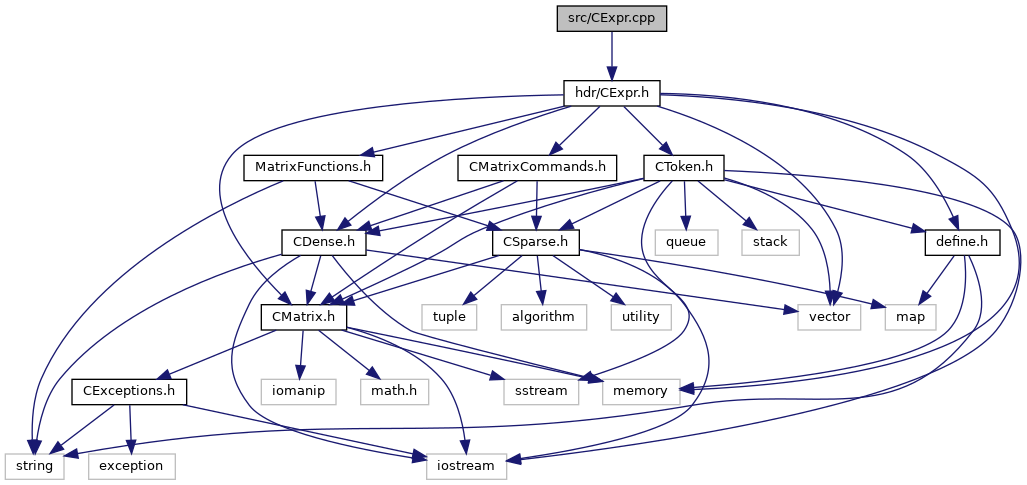 src/CExpr.cpp
hdr/CExpr.h
MatrixFunctions.h
CMatrixCommands.h
CToken.h
CDense.h
CSparse.h
queue
stack
define.h
CMatrix.h
tuple
algorithm
utility
vector
map
CExceptions.h
iomanip
math.h
sstream
memory
string
exception
iostream